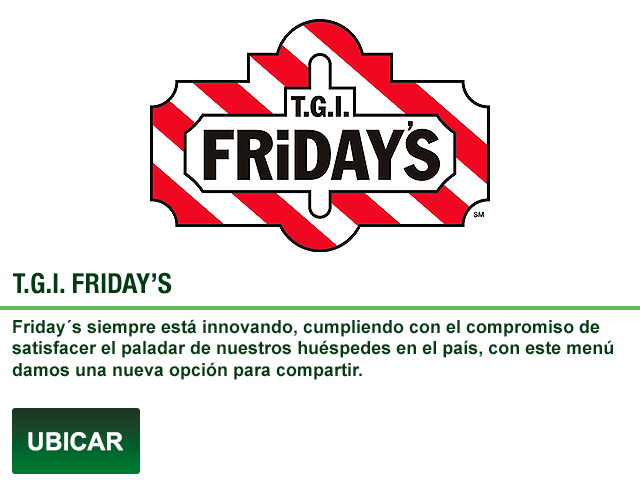 T.G.I.
FRiDAY'S
SM
T.G.I. FRIDAY'S
Friday´s siempre está innovando, cumpliendo con el compromiso de
satisfacer el paladar de nuestros huéspedes en el país, con este menú
damos una nueva opción para compartir.
UBICAR